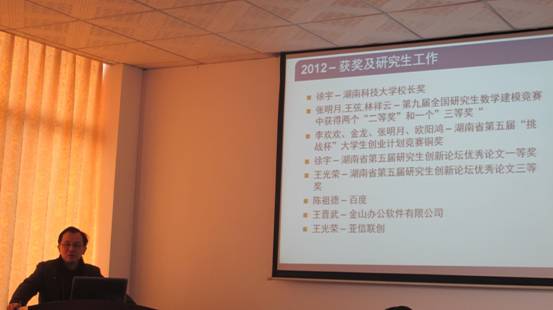 2012 – 获奖及研究生工作
徐宇 – 湖南科技大学校长奖
张明月,王弦,林祥云 – 第九届全国研究生数学建模竞赛
中获得两个“二等奖”和一个“三等奖 ”
李欢欢、金龙、张明月、欧阳鸿 – 湖南省第五届“挑
战杯”大学生创业计划竞赛铜奖
徐宇 – 湖南省第五届研究生创新论坛优秀论文一等奖
王光荣 – 湖南省第五届研究生创新论坛优秀论文三等
奖
陈祖德 – 百度
王晋武 – 金山办公软件有限公司
王光荣 – 亚信联创